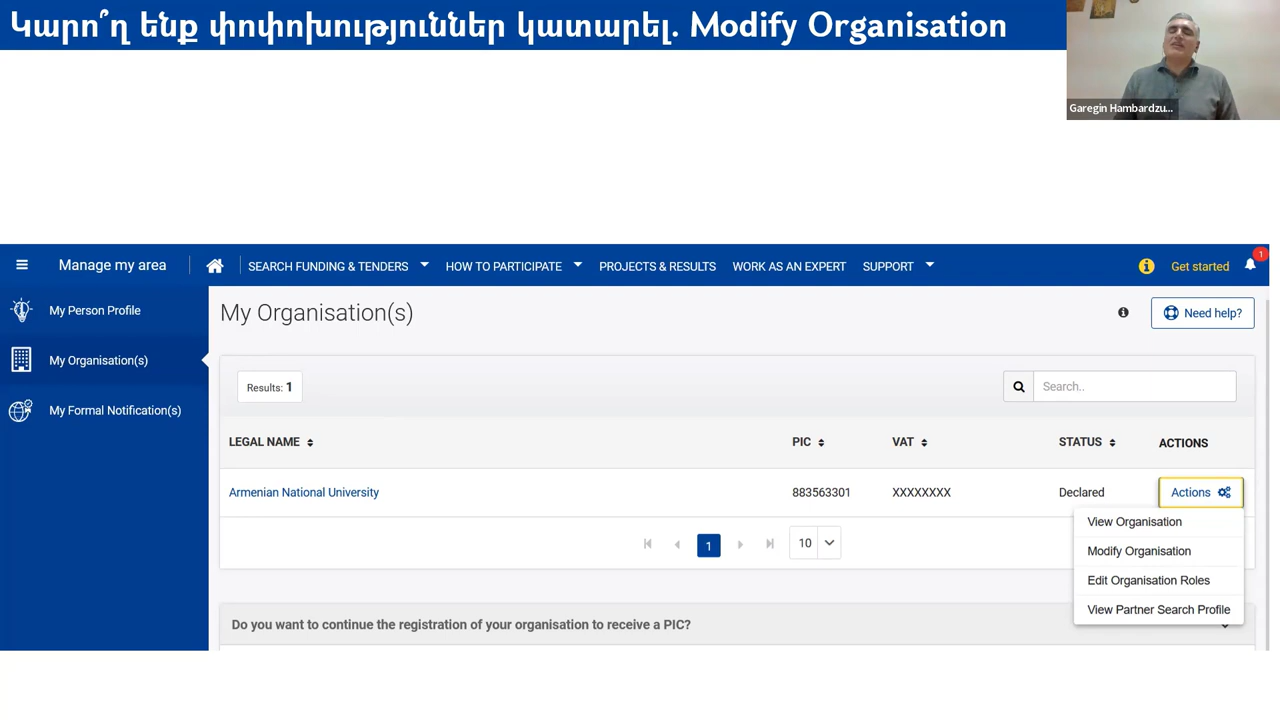 Կարո՞ղ ենք փոփոխություններ կատարել. Modify Organisation
Garegin Hambardzu...
Manage my area
SEARCH FUNDING & TENDERS
HOW TO PARTICIPATE
PROJECTS & RESULTS
WORK AS AN EXPERT
SUPPORT
Get started
1
My Person Profile
My Organisation(s)
My Formal Notification(s)
My Organisation(s)
Need help?
Results: 1
Search..
LEGAL NAME PIC VAT STATUS ACTIONS
Armenian National University 883563301 XXXXXXXX Declared Actions
View Organisation
Modify Organisation
Edit Organisation Roles
View Partner Search Profile
1 10
Do you want to continue the registration of your organisation to receive a PIC?